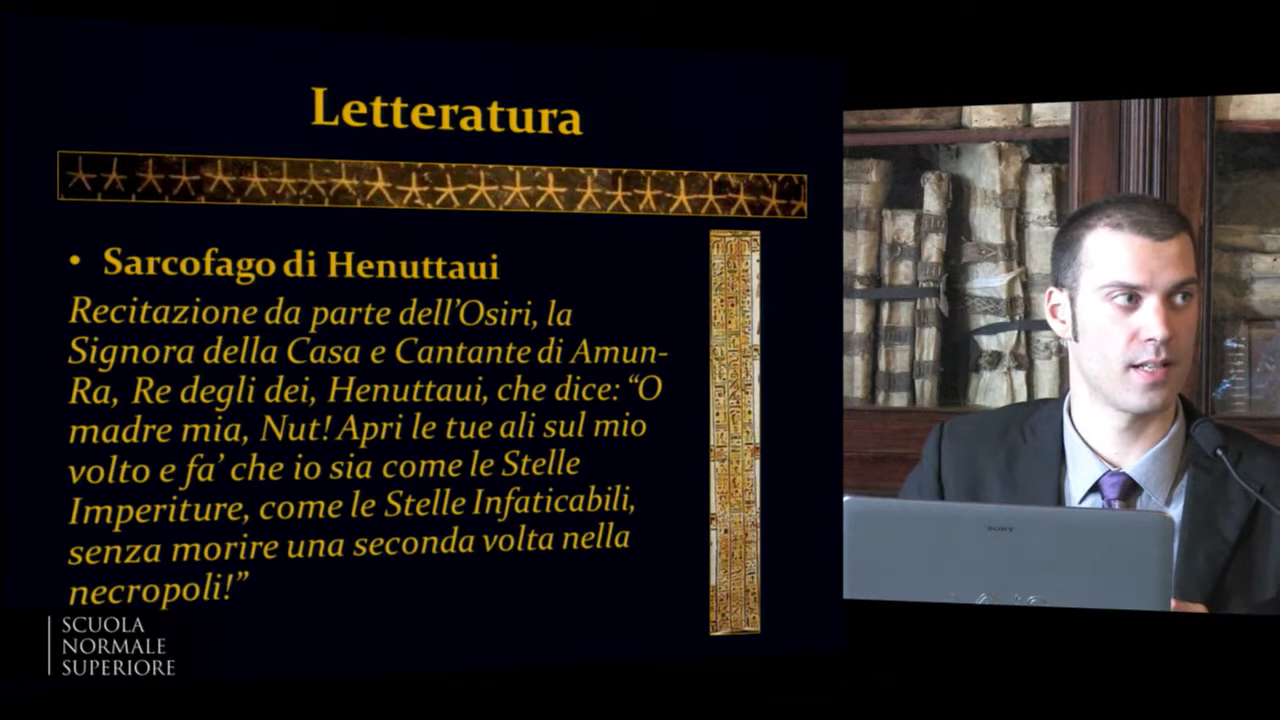 Letteratura
• Sarcofago di Henuttaui
Recitazione da parte dell’Osiri, la
Signora della Casa e Cantante di Amun-
Ra, Re degli dei, Henuttaui, che dice: “O
madre mia, Nut! Apri le tue ali sul mio
volto e fa’ che io sia come le Stelle
Imperiture, come le Stelle Infaticabili,
senza morire una seconda volta nella
necropoli!”
SCUOLA
NORMALE
SUPERIORE
SONY